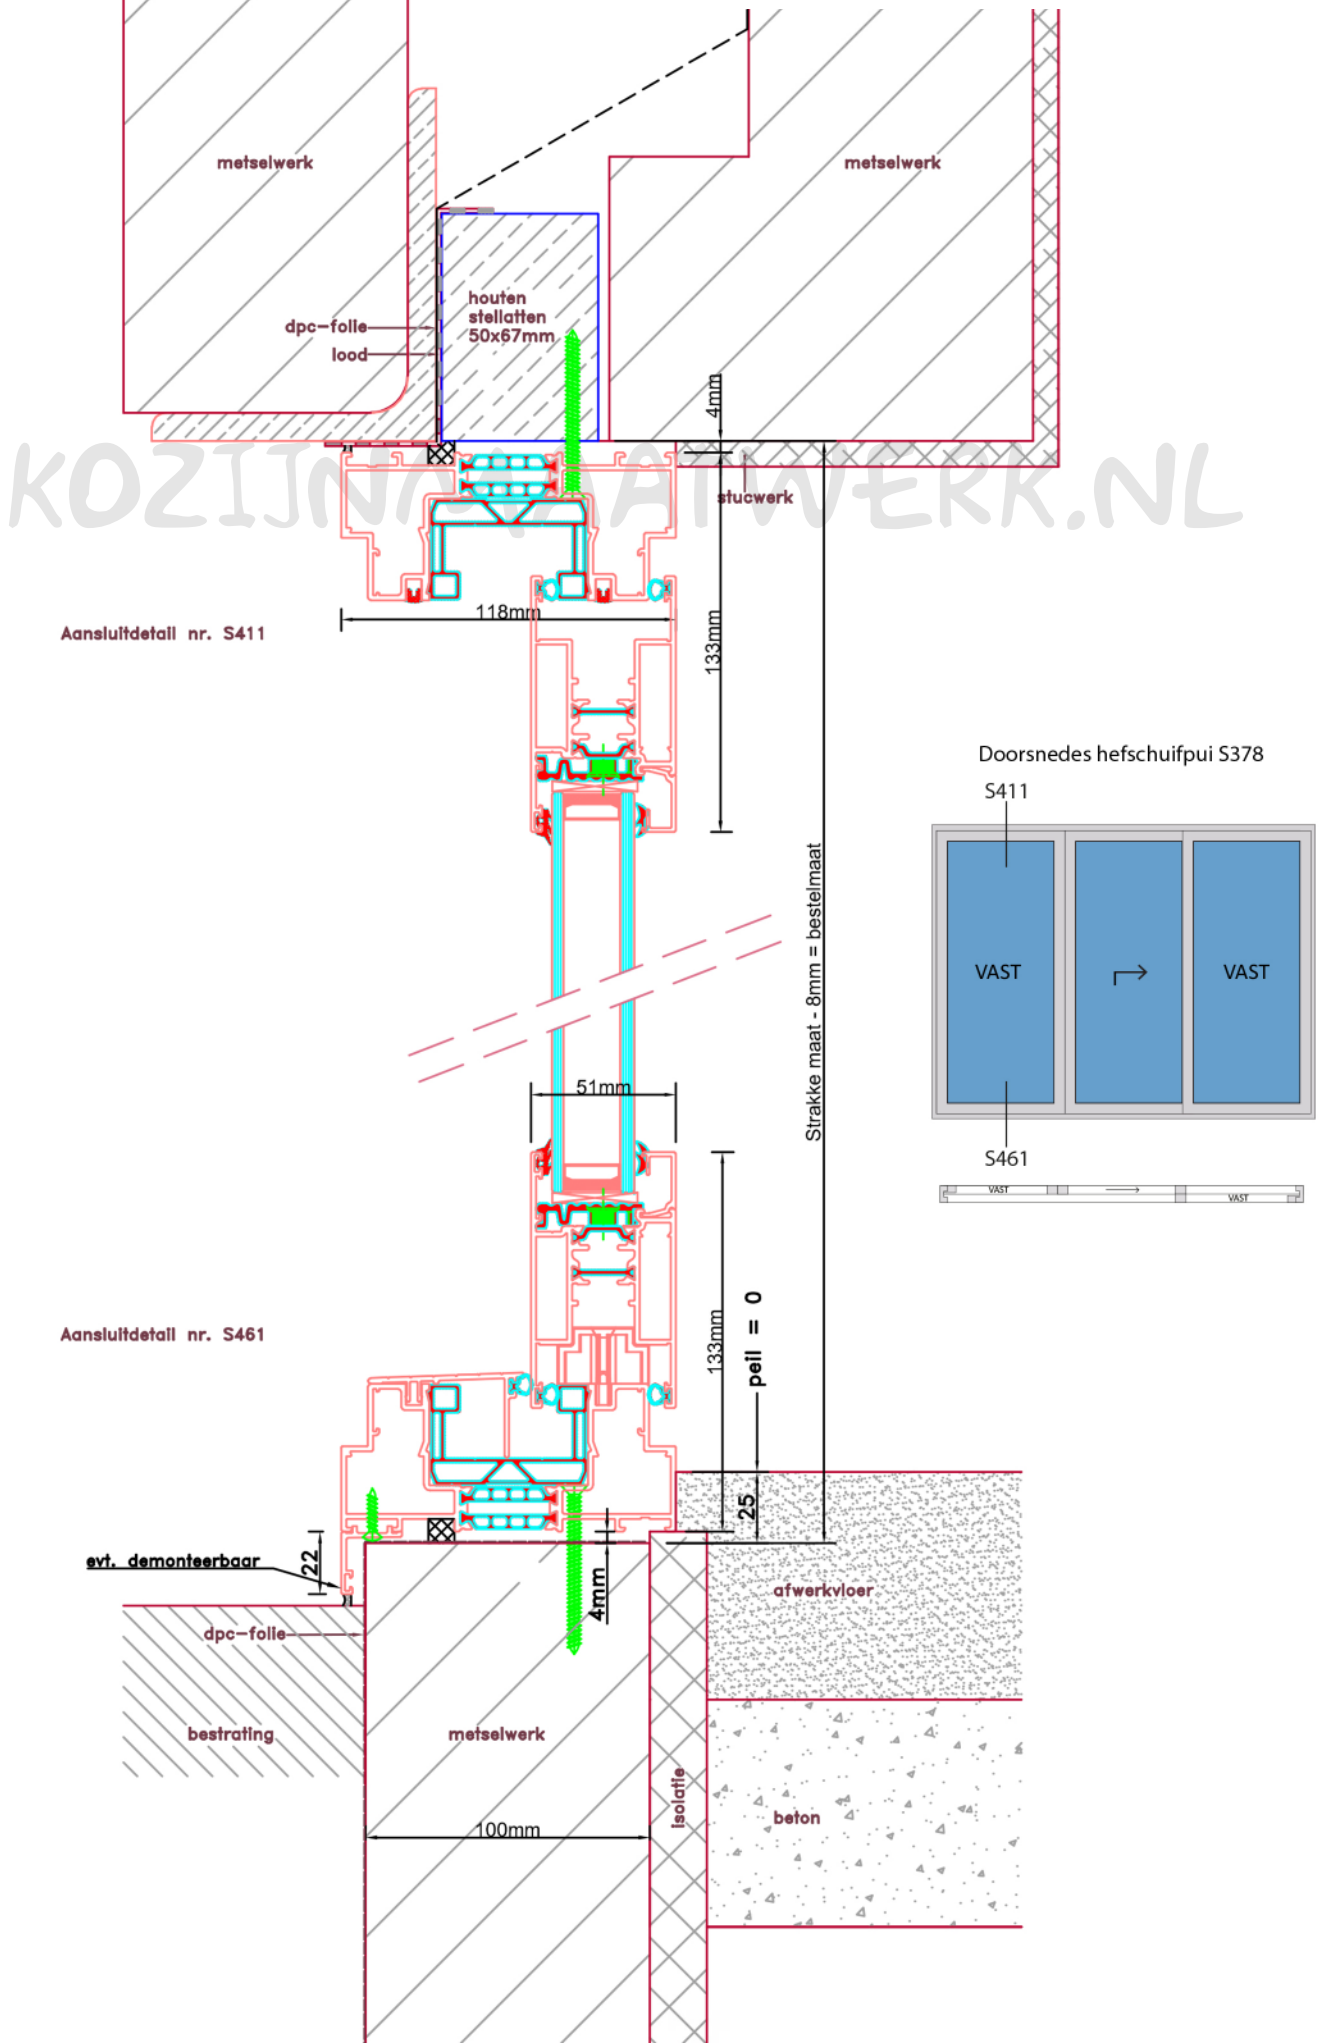 metselwerk
metselwerk
houten
stellatten
50x67mm
dpc-folie
lood
4mm
KOZIJNMAATWERK.NL
stucwerk
118mm
Aansluitdetail nr. S411
133mm
Doorsnedes hefschuifpui S378
S411
VAST
VAST
Strakke maat - 8mm = bestelmaat
51mm
S461
VAST
VAST
peil = 0
Aansluitdetail nr. S461
133mm
25
evt. demonteerbaar
22
4mm
afwerkvloer
dpc-folie
bestrating
metselwerk
isolatie
beton
100mm